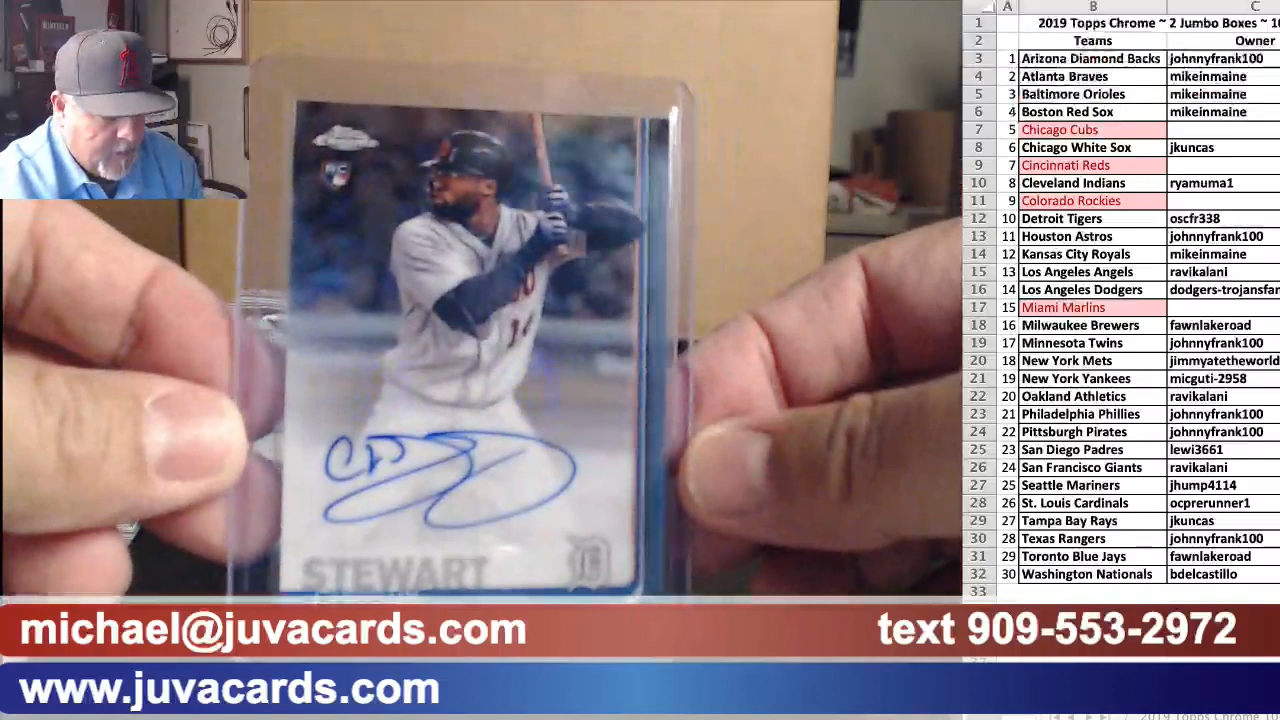 A B C
1 2019 Topps Chrome ~ 2 Jumbo Boxes ~
2 Teams Owner
3 1 Arizona Diamond Backs johnnyfrank100
4 2 Atlanta Braves mikeinmaine
5 3 Baltimore Orioles mikeinmaine
6 4 Boston Red Sox mikeinmaine
7 5 Chicago Cubs
8 6 Chicago White Sox jkuncas
9 7 Cincinnati Reds
10 8 Cleveland Indians ryamuma1
11 9 Colorado Rockies
12 10 Detroit Tigers oscfr338
13 11 Houston Astros johnnyfrank100
14 12 Kansas City Royals mikeinmaine
15 13 Los Angeles Angels ravikalani
16 14 Los Angeles Dodgers dodgers-trojansfan
17 15 Miami Marlins
18 16 Milwaukee Brewers fawnlakeroad
19 17 Minnesota Twins johnnyfrank100
20 18 New York Mets jimmyatetheworld
21 19 New York Yankees micguti-2958
22 20 Oakland Athletics ravikalani
23 21 Philadelphia Phillies johnnyfrank100
24 22 Pittsburgh Pirates johnnyfrank100
25 23 San Diego Padres lewi3661
26 24 San Francisco Giants ravikalani
27 25 Seattle Mariners jhump4114
28 26 St. Louis Cardinals ocprerunner1
29 27 Tampa Bay Rays jkuncas
30 28 Texas Rangers johnnyfrank100
31 29 Toronto Blue Jays fawnlakeroad
32 30 Washington Nationals bdelcastillo
33
STEWART
michael@juvacards.com text 909-553-2972
www.juvacards.com